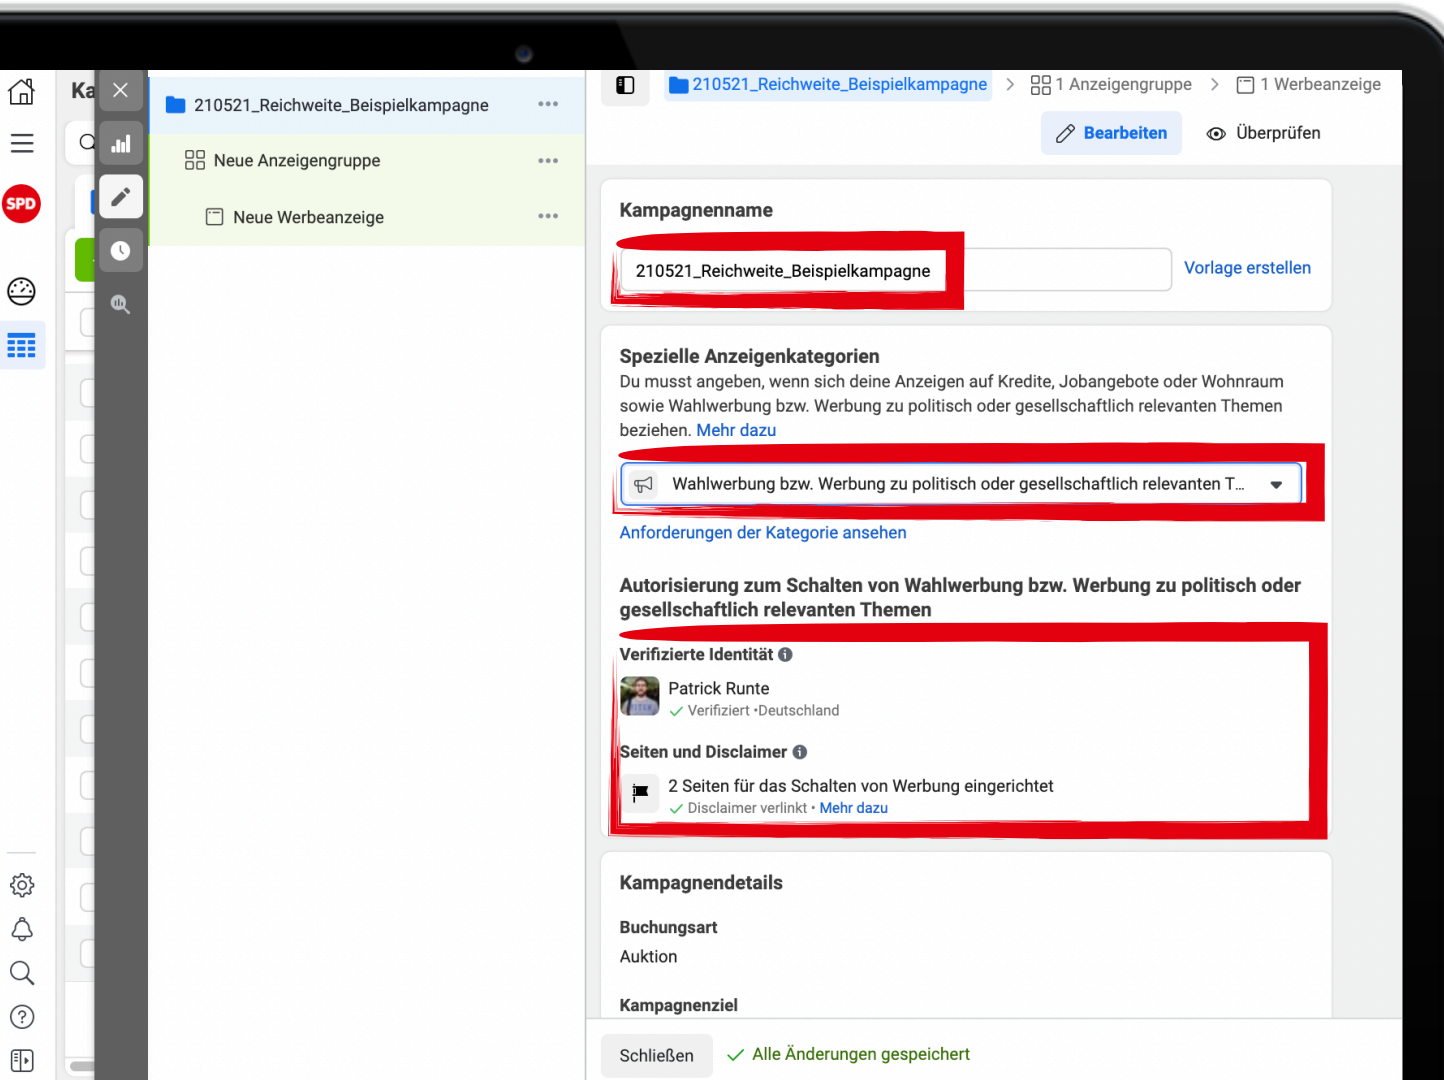 Ka
SPD
210521_Reichweite_Beispielkampagne
Neue Anzeigengruppe
Neue Werbeanzeige
210521_Reichweite_Beispielkampagne > 1 Anzeigengruppe > 1 Werbeanzeige
Bearbeiten Überprüfen
Kampagnenname
210521_Reichweite_Beispielkampagne
Vorlage erstellen
Spezielle Anzeigenkategorien
Du musst angeben, wenn sich deine Anzeigen auf Kredite, Jobangebote oder Wohnraum
sowie Wahlwerbung bzw. Werbung zu politisch oder gesellschaftlich relevanten Themen
beziehen. Mehr dazu
Wahlwerbung bzw. Werbung zu politisch oder gesellschaftlich relevanten T...
Anforderungen der Kategorie ansehen
Autorisierung zum Schalten von Wahlwerbung bzw. Werbung zu politisch oder
gesellschaftlich relevanten Themen
Verifizierte Identität
Patrick Runte
Verifiziert •Deutschland
Seiten und Disclaimer
2 Seiten für das Schalten von Werbung eingerichtet
Disclaimer verlinkt • Mehr dazu
Kampagnendetails
Buchungsart
Auktion
Kampagnenziel
Schließen
Alle Änderungen gespeichert